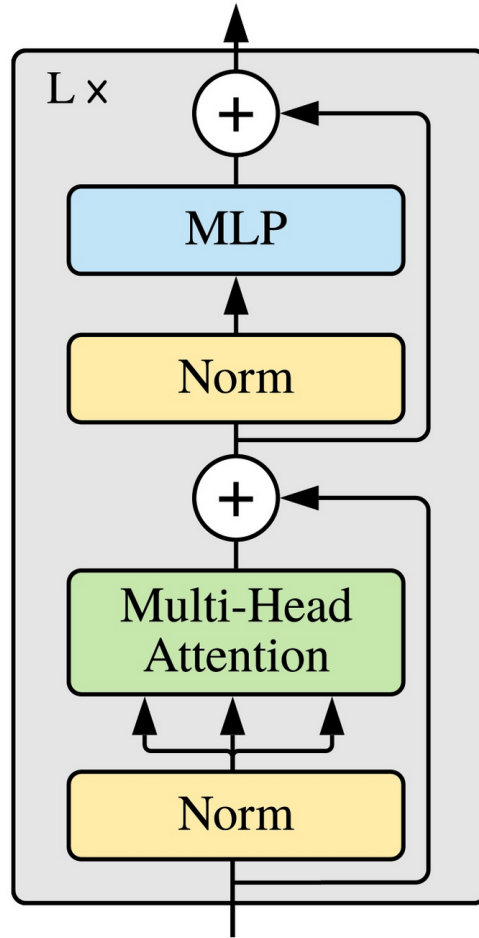 L ×
+
MLP
Norm
+
Multi-Head
Attention
Norm